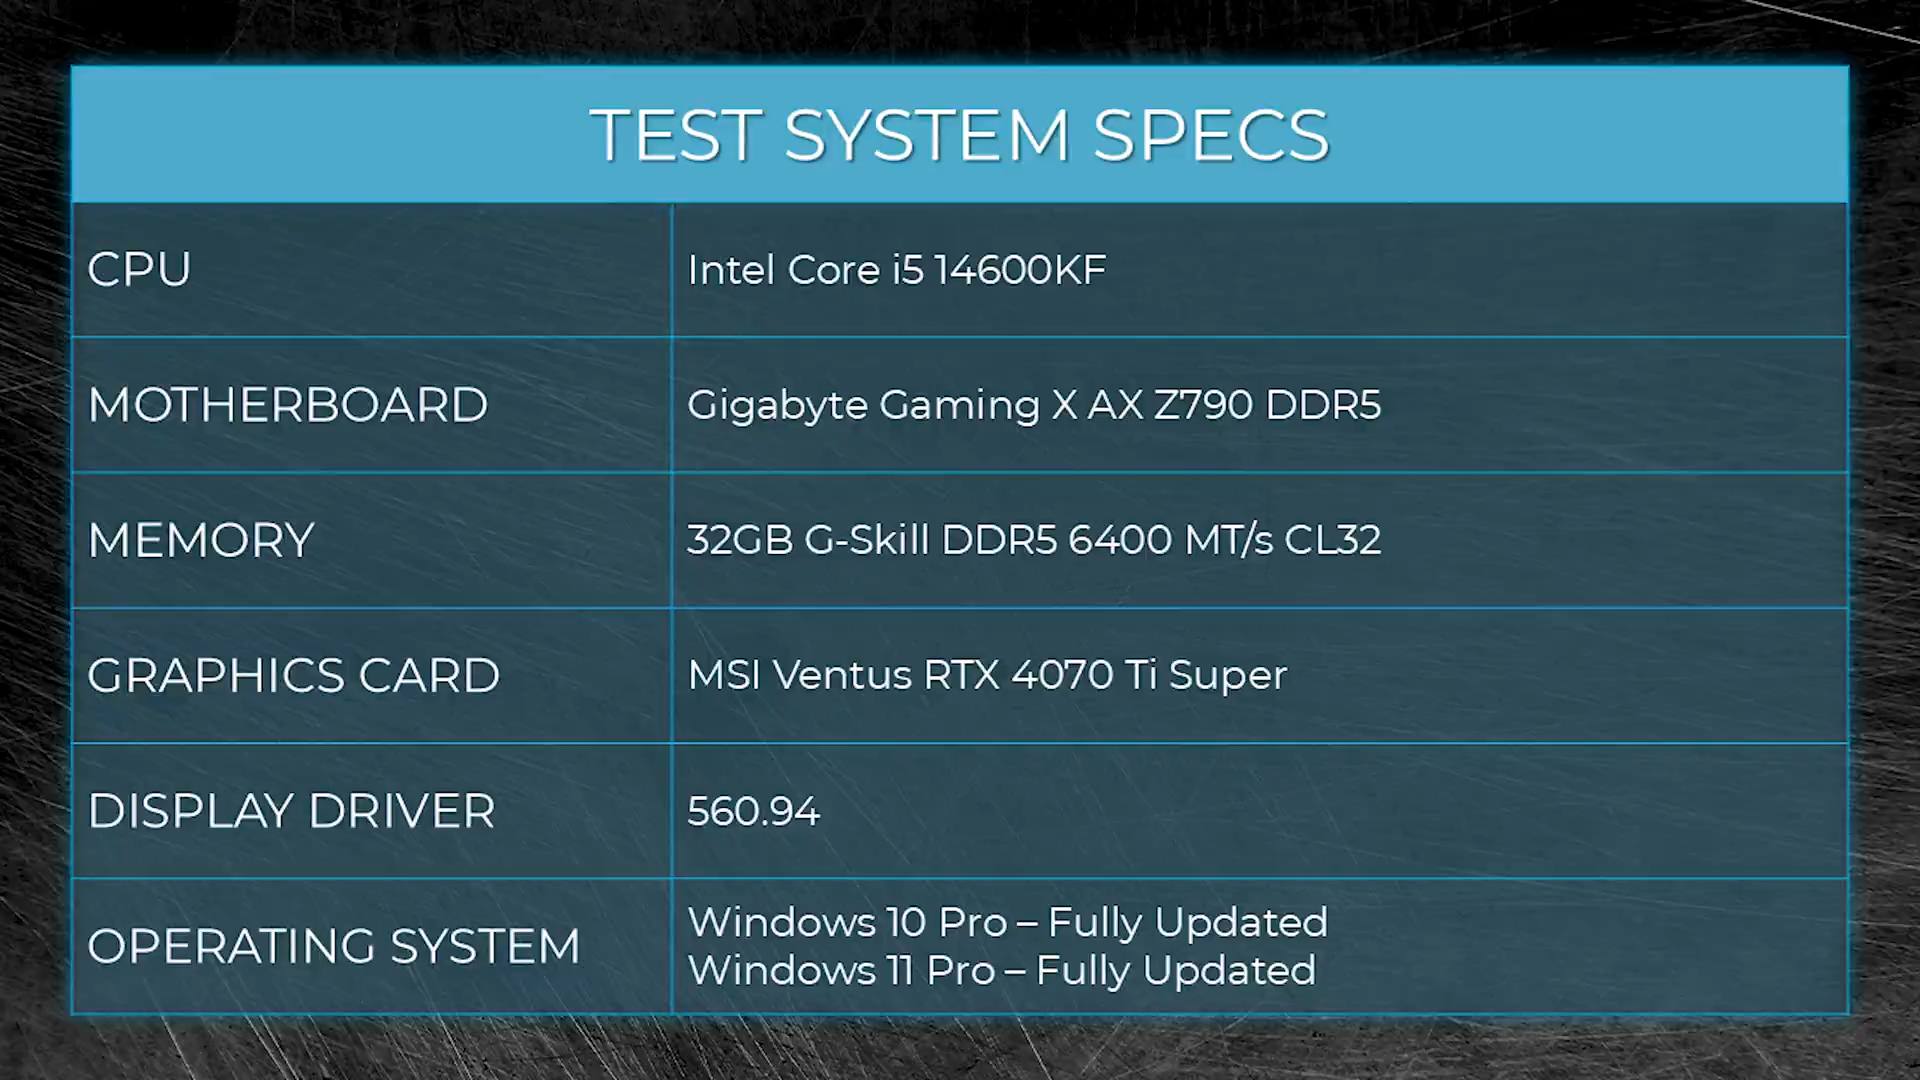 TEST SYSTEM SPECS
CPU
Intel Core i5 14600KF
MOTHERBOARD
Gigabyte Gaming X AX Z790 DDR5
MEMORY
32GB G-Skill DDR5 6400 MT/s CL32
GRAPHICS CARD
MSI Ventus RTX 4070 Ti Super
DISPLAY DRIVER
560.94
OPERATING SYSTEM
Windows 10 Pro – Fully Updated
Windows 11 Pro – Fully Updated